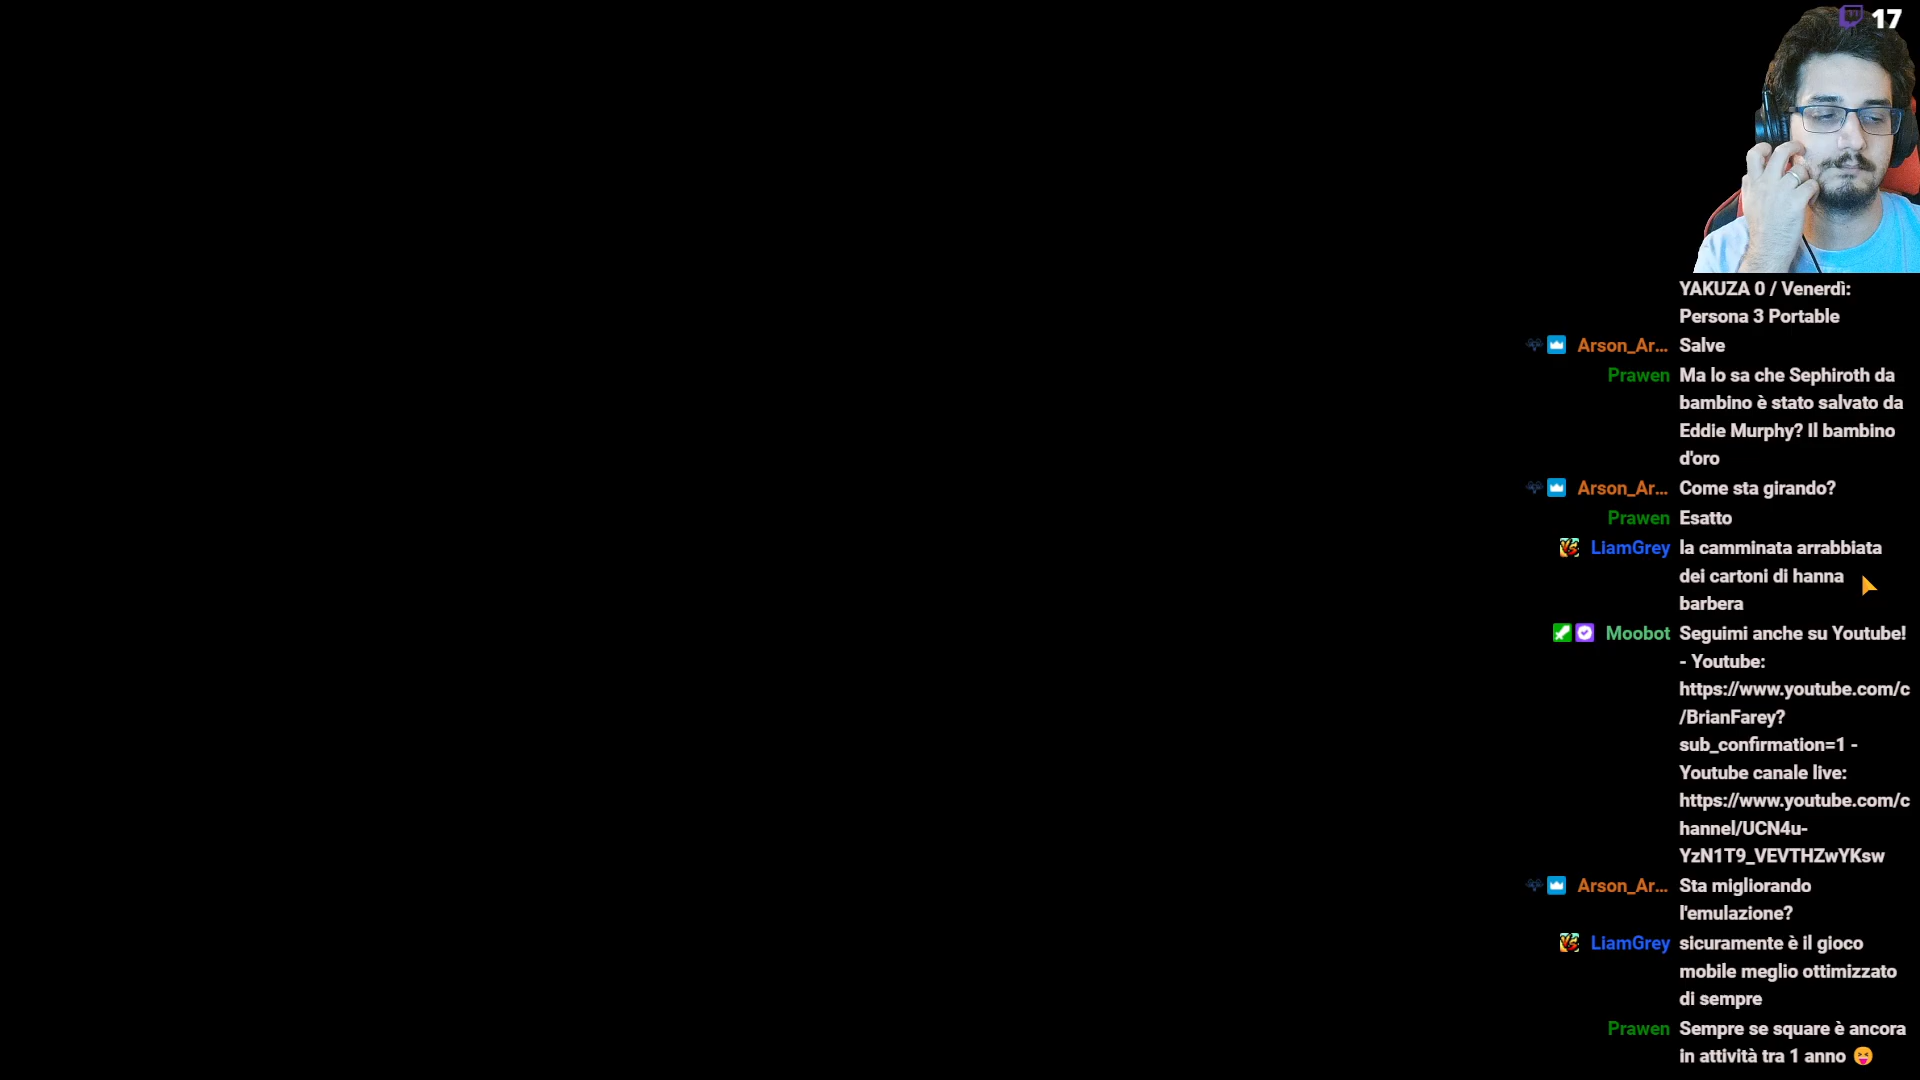 17
YAKUZA 0 / Venerdì:
Persona 3 Portable
Arson_Ar... Salve
Prawen Ma lo sa che Sephiroth da
bambino è stato salvato da
Eddie Murphy? Il bambino
d'oro
Arson_Ar... Come sta girando?
Prawen Esatto
LiamGrey la camminata arrabbiata
dei cartoni di hanna
barbera
Moobot Seguimi anche su Youtube!
- Youtube:
https://www.youtube.com/c
/BrianFarey?
sub_confirmation=1 -
Youtube canale live:
https://www.youtube.com/c
hannel/UCN4u-
YzN1T9_VEVTHZwYKsw
Arson_Ar... Sta migliorando
l'emulazione?
LiamGrey sicuramente è il gioco
mobile meglio ottimizzato
di sempre
Prawen Sempre se square è ancora
in attività tra 1 anno 😝